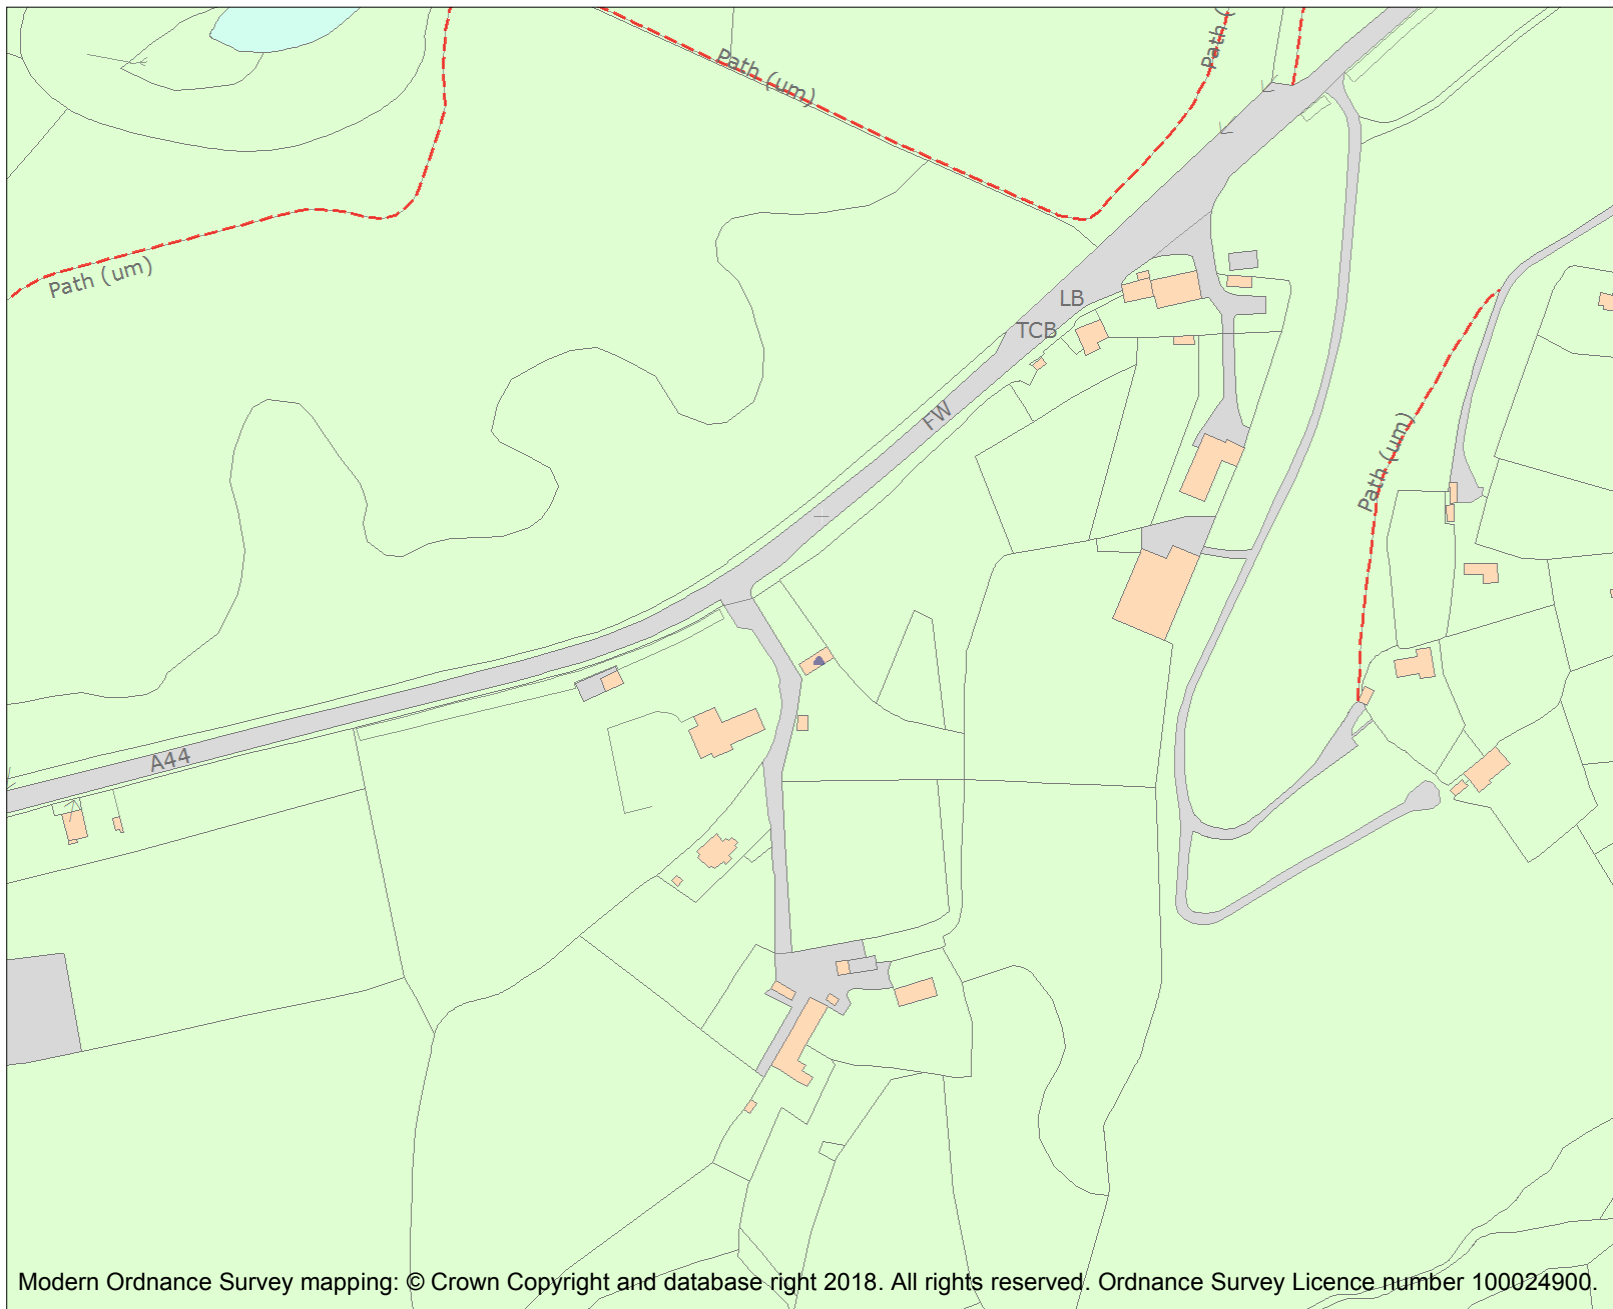 Path (
Path (um)
Path (um)
LB
TCB
FW
Path (um)
A44
Modern Ordnance Survey mapping: © Crown Copyright and database right 2018. All rights reserved. Ordnance Survey Licence number 100024900.